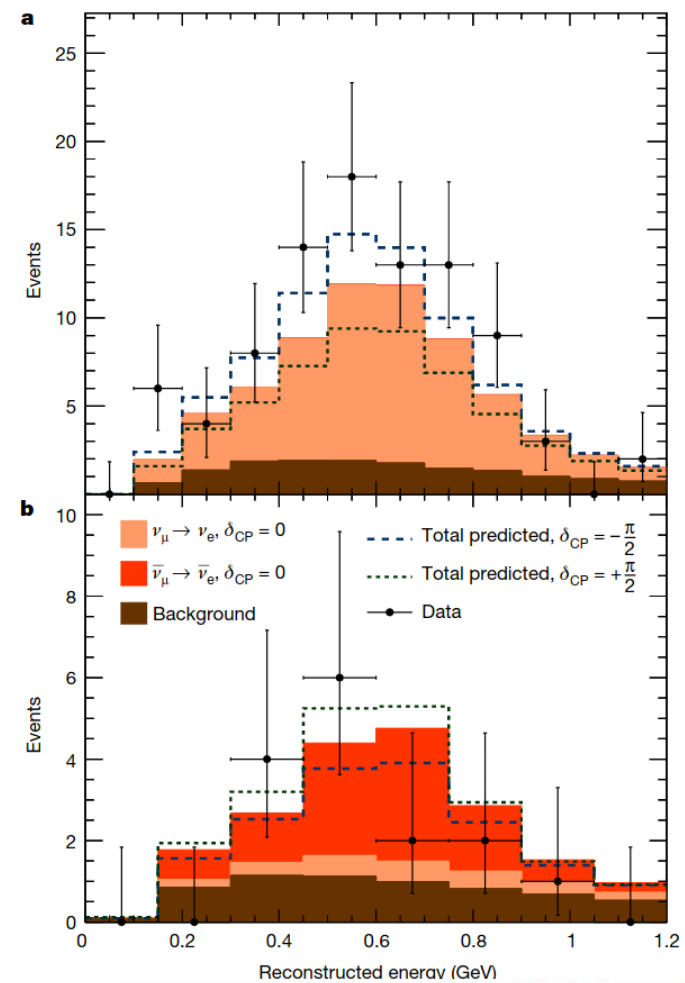 a
25
20
15
10
5
Events
b
10
8
6
4
2
0
Events
νμ → νe, δCP = 0
ν̄μ → ν̄e, δCP = 0
Background
Total predicted, δCP = −π/2
Total predicted, δCP = +π/2
Data
0 0.2 0.4 0.6 0.8 1 1.2
Reconstructed energy (GeV)